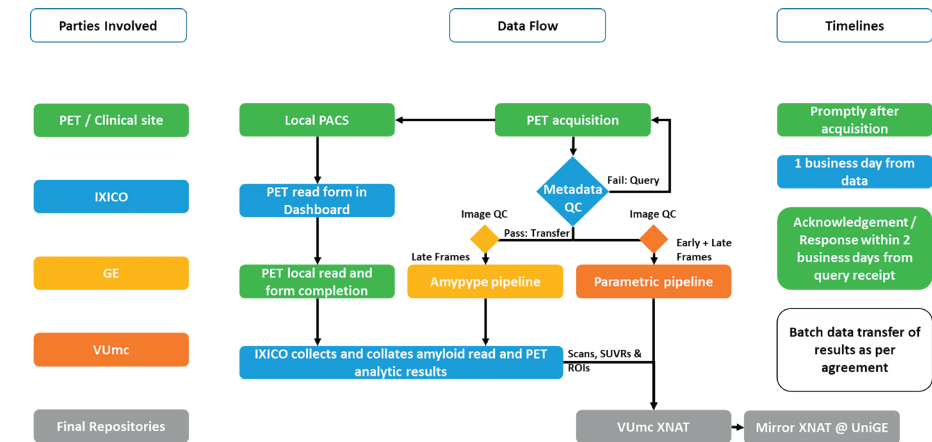 Parties Involved
Data Flow
Timelines
PET / Clinical site
Local PACS
PET acquisition
Promptly after
acquisition
IXICO
PET read form in
Dashboard
Metadata
QC
Fail: Query
1 business day from
data
Image QC
Pass: Transfer
Image QC
Late Frames
Early + Late
Frames
Acknowledgement /
Response within 2
business days from
query receipt
GE
PET local read and
form completion
Amypype pipeline
Parametric pipeline
VUmc
IXICO collects and collates amyloid read and PET
analytic results
Scans, SUVRs &
ROIs
Batch data transfer of
results as per
agreement
Final Repositories
VUmc XNAT
Mirror XNAT @ UniGE